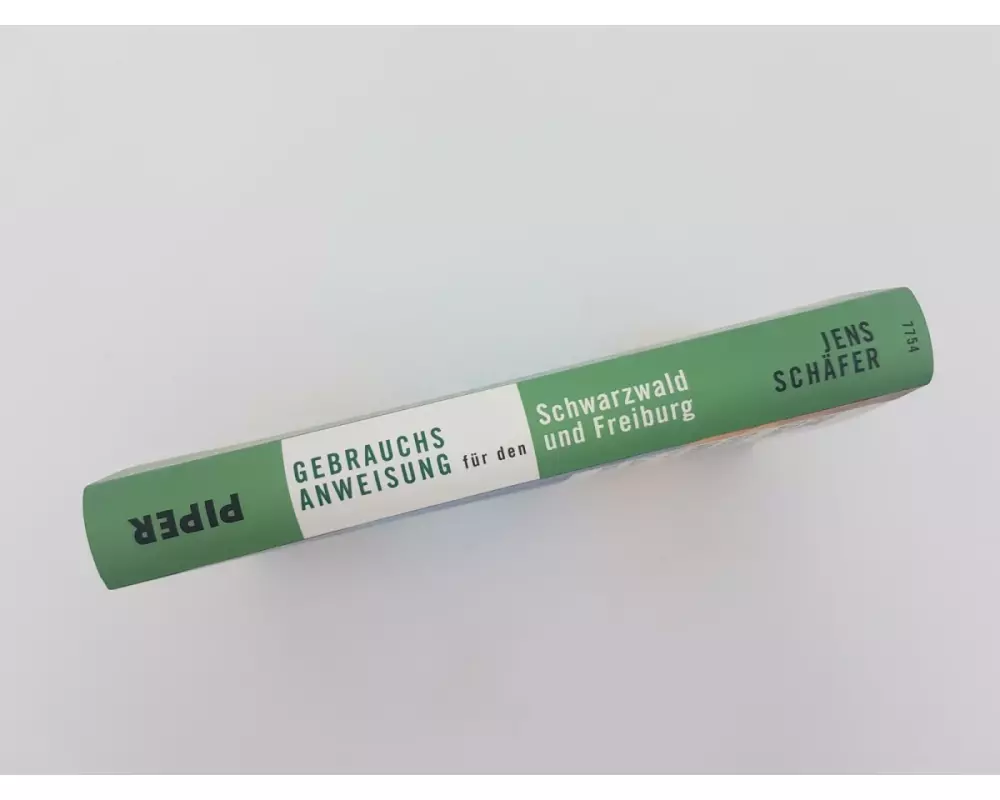 PIPER
GEBRAUCHS
ANWEISUNG für den
Schwarzwald
und Freiburg
JENS
SCHÄFER
7754